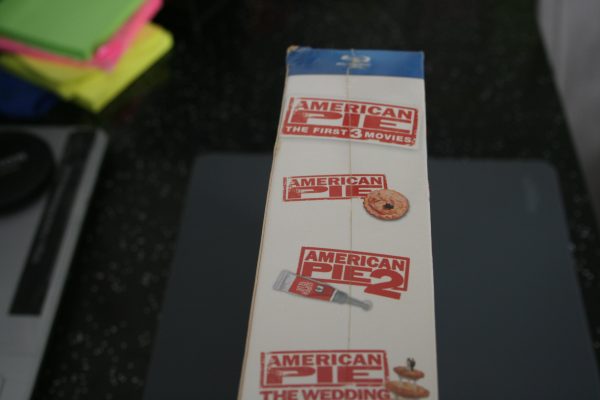 AMERICAN
PIE
THE FIRST 3 MOVIES
AMERICAN
PIE
AMERICAN
PIE 2
AMERICAN
PIE
THE WEDDING